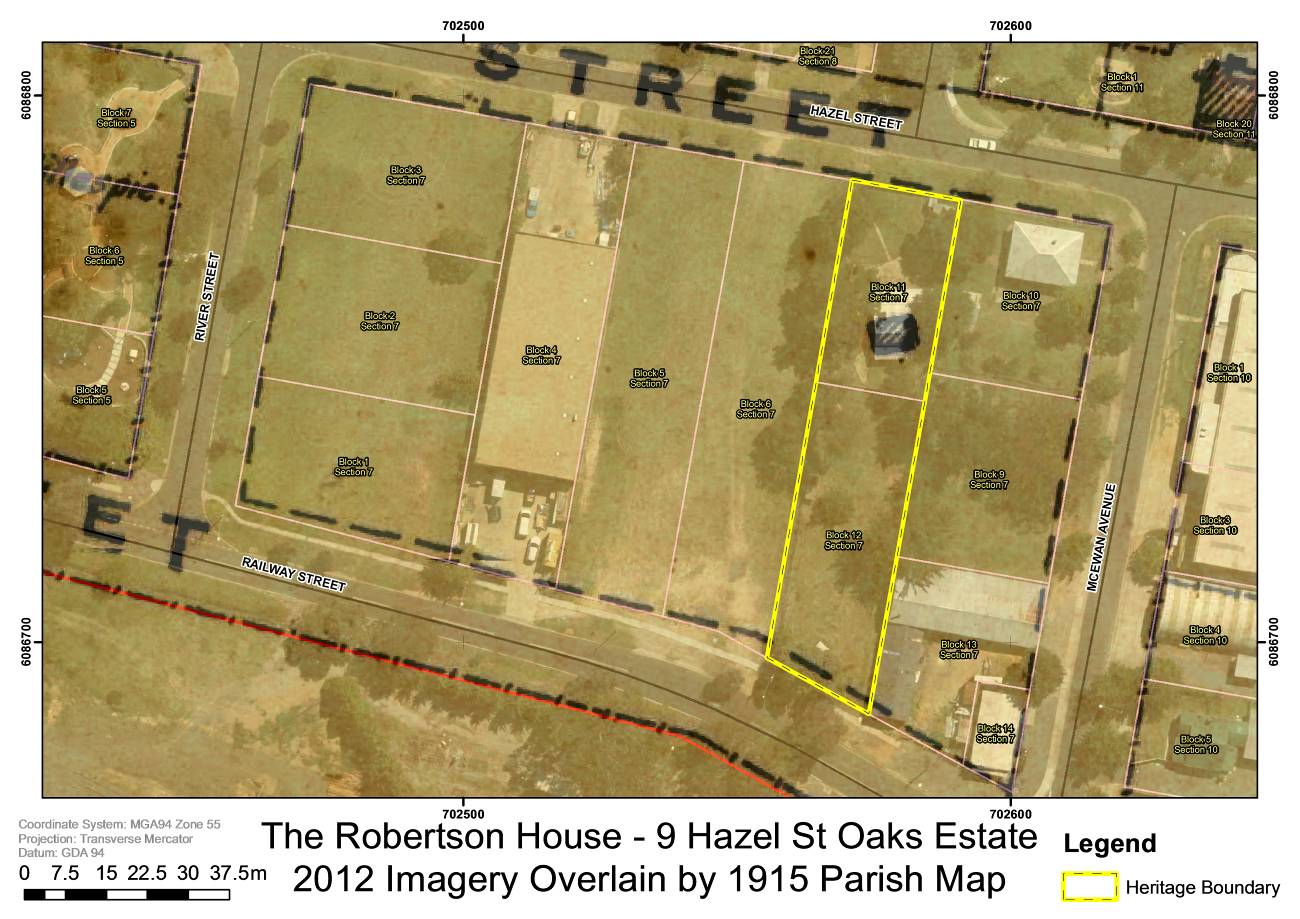 702500
702600
6086800
6086800
STREET
ET
Block 21
Section 8
Block 1
Section 11
Block 20
Section 11
HAZEL STREET
Block 7
Section 5
Block 3
Section 7
Block 6
Section 5
RIVER STREET
Block 11
Section 7
Block 10
Section 7
Block 2
Section 7
Block 4
Section 7
Block 5
Section 7
Block 1
Section 10
Block 5
Section 5
Block 6
Section 7
Block 1
Section 7
Block 9
Section 7
MCEWAN AVENUE
Block 3
Section 10
Block 12
Section 7
RAILWAY STREET
6086700
6086700
Block 13
Section 7
Block 4
Section 10
Block 14
Section 7
Block 5
Section 10
702500
702600
Coordinate System: MGA94 Zone 55
Projection: Transverse Mercator
Datum: GDA 94
0 7.5 15 22.5 30 37.5m
The Robertson House - 9 Hazel St Oaks Estate
2012 Imagery Overlain by 1915 Parish Map
Legend
Heritage Boundary